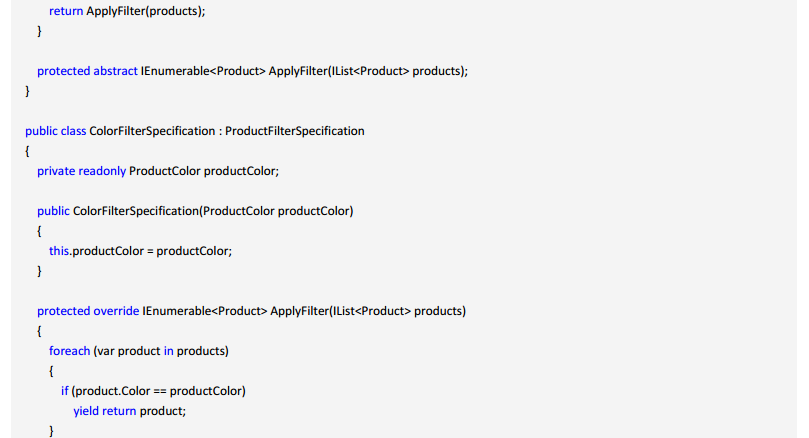 return ApplyFilter(products);
}
protected abstract IEnumerable<Product> ApplyFilter(IList<Product> products);
}
public class ColorFilterSpecification : ProductFilterSpecification
{
private readonly ProductColor productColor;
public ColorFilterSpecification(ProductColor productColor)
{
this.productColor = productColor;
}
protected override IEnumerable<Product> ApplyFilter(IList<Product> products)
{
foreach (var product in products)
{
if (product.Color == productColor)
yield return product;
}